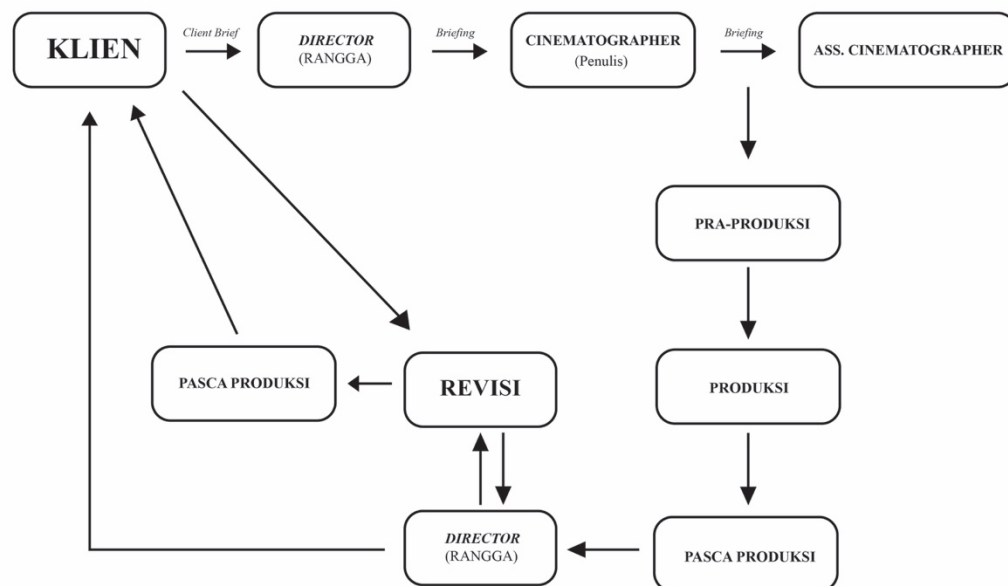 KLIEN
Client Brief
DIRECTOR
(RANGGA)
Briefing
CINEMATOGRAPHER
(Penulis)
Briefing
ASS. CINEMATOGRAPHER
PRA-PRODUKSI
PASCA PRODUKSI
REVISI
PRODUKSI
DIRECTOR
(RANGGA)
PASCA PRODUKSI